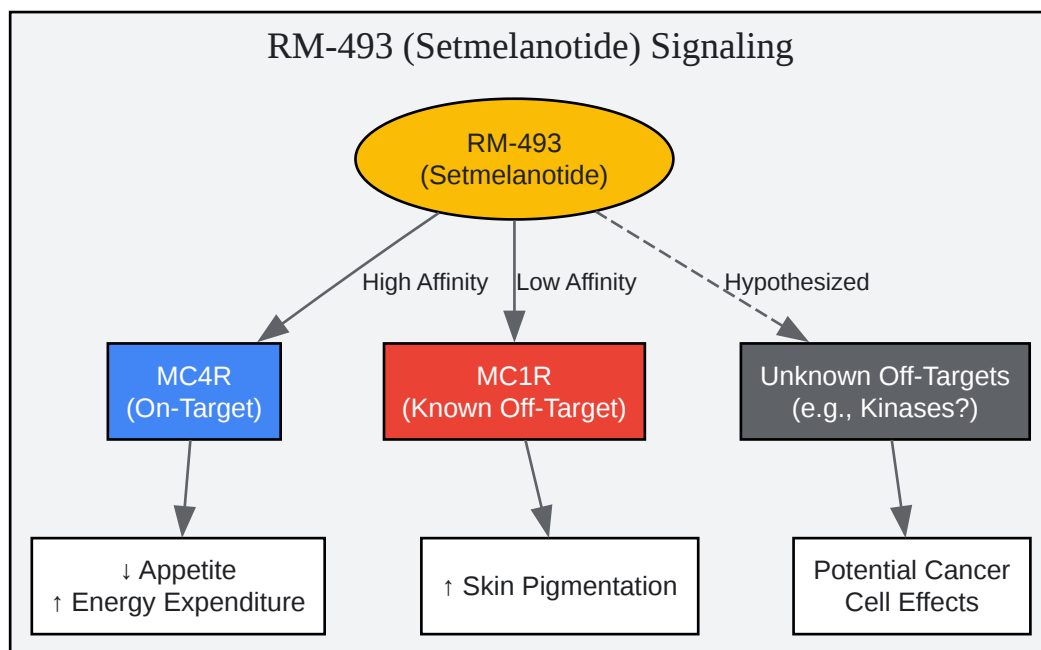 RM-493 (Setmelanotide) Signaling
RM-493
(Setmelanotide)
High Affinity
Low Affinity
Hypothesized
MC4R
(On-Target)
MC1R
(Known Off-Target)
Unknown Off-Targets
(e.g., Kinases?)
↓ Appetite
↑ Energy Expenditure
↑ Skin Pigmentation
Potential Cancer
Cell Effects